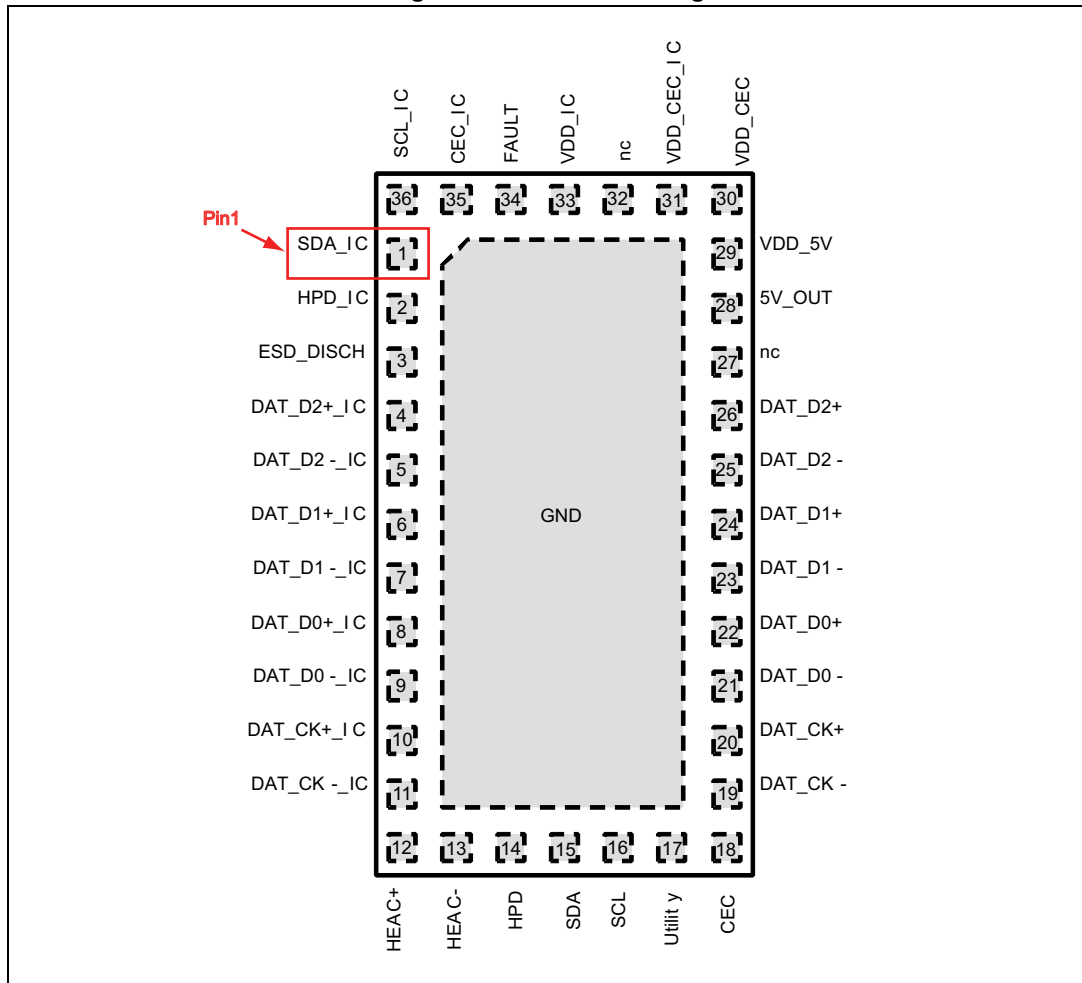 SCL_IC
CEC_IC
FAULT
VDD_IC
nc
VDD_CEC_IC
VDD_CEC
36 35 34 33 32 31 30
Pin1
SDA_IC 1
29 VDD_5V
HPD_IC 2
28 5V_OUT
ESD_DISCH 3
27 nc
DAT_D2+_IC 4
26 DAT_D2+
DAT_D2 -_IC 5
25 DAT_D2 -
DAT_D1+_IC 6
GND
24 DAT_D1+
DAT_D1 -_IC 7
23 DAT_D1 -
DAT_D0+_IC 8
22 DAT_D0+
DAT_D0 -_IC 9
21 DAT_D0 -
DAT_CK+_IC 10
20 DAT_CK+
DAT_CK -_IC 11
19 DAT_CK -
12 13 14 15 16 17 18
HEAC+
HEAC-
HPD
SDA
SCL
Utility
CEC